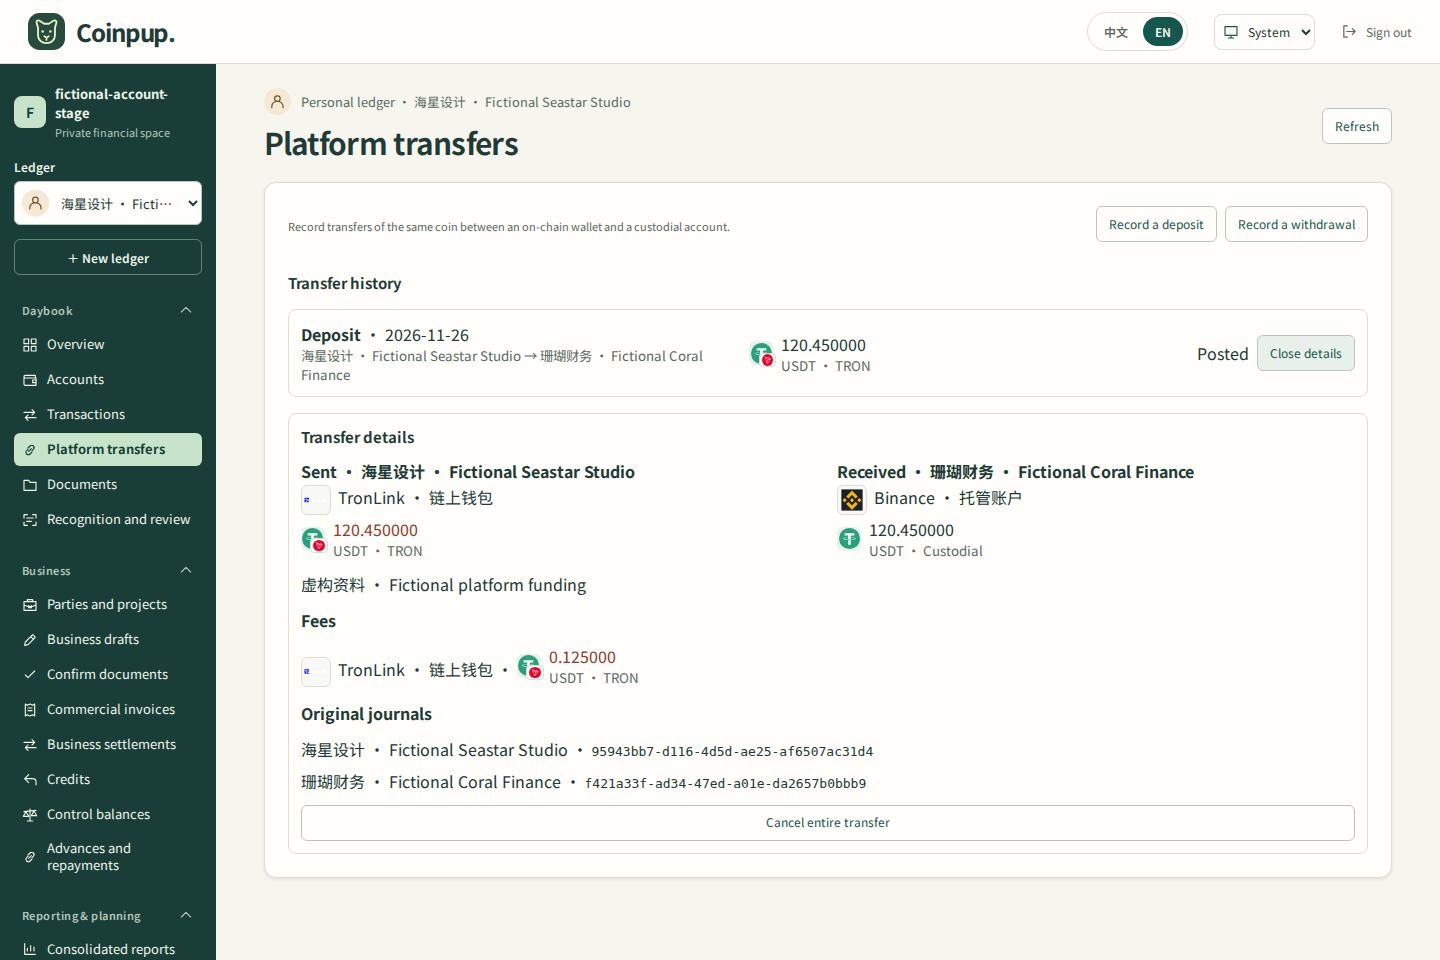 Coinpup.
中文
EN
System
Sign out
F
fictional-account-
stage
Private financial space
Ledger
海星设计 · Ficti···
+ New ledger
Daybook
Overview
Accounts
Transactions
Platform transfers
Documents
Recognition and review
Business
Parties and projects
Business drafts
Confirm documents
Commercial invoices
Business settlements
Credits
Control balances
Advances and
repayments
Reporting & planning
Consolidated reports
Personal ledger · 海星设计 · Fictional Seastar Studio
Platform transfers
Refresh
Record transfers of the same coin between an on-chain wallet and a custodial account.
Record a deposit
Record a withdrawal
Transfer history
Deposit · 2026-11-26
海星设计 · Fictional Seastar Studio → 珊瑚财务 · Fictional Coral
Finance
120.450000
USDT · TRON
Posted
Close details
Transfer details
Sent · 海星设计 · Fictional Seastar Studio
TronLink · 链上钱包
120.450000
USDT · TRON
Received · 珊瑚财务 · Fictional Coral Finance
Binance · 托管账户
120.450000
USDT · Custodial
虚构资料 · Fictional platform funding
Fees
TronLink · 链上钱包 ·
0.125000
USDT · TRON
Original journals
海星设计 · Fictional Seastar Studio · 95943bb7-d116-4d5d-ae25-af6507ac31d4
珊瑚财务 · Fictional Coral Finance · f421a33f-ad34-47ed-a01e-da2657b0bbb9
Cancel entire transfer